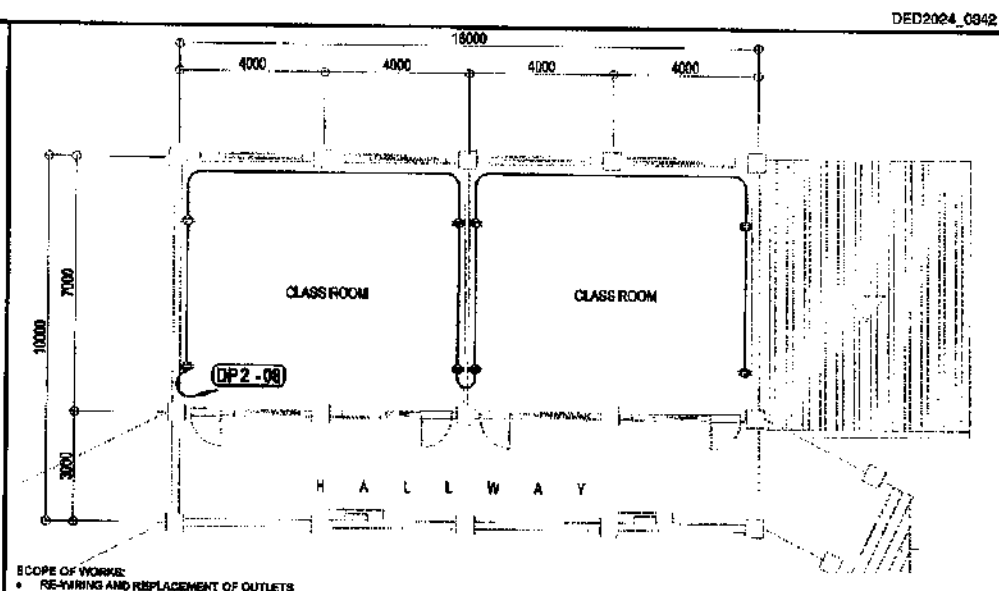 DED2024_0342
16000
4000 4000 4000 4000
7000
10000
CLASS ROOM CLASS ROOM
DP2 - 08
3000
HALLWAY
SCOPE OF WORKS:
• RE-WIRING AND REPLACEMENT OF OUTLETS